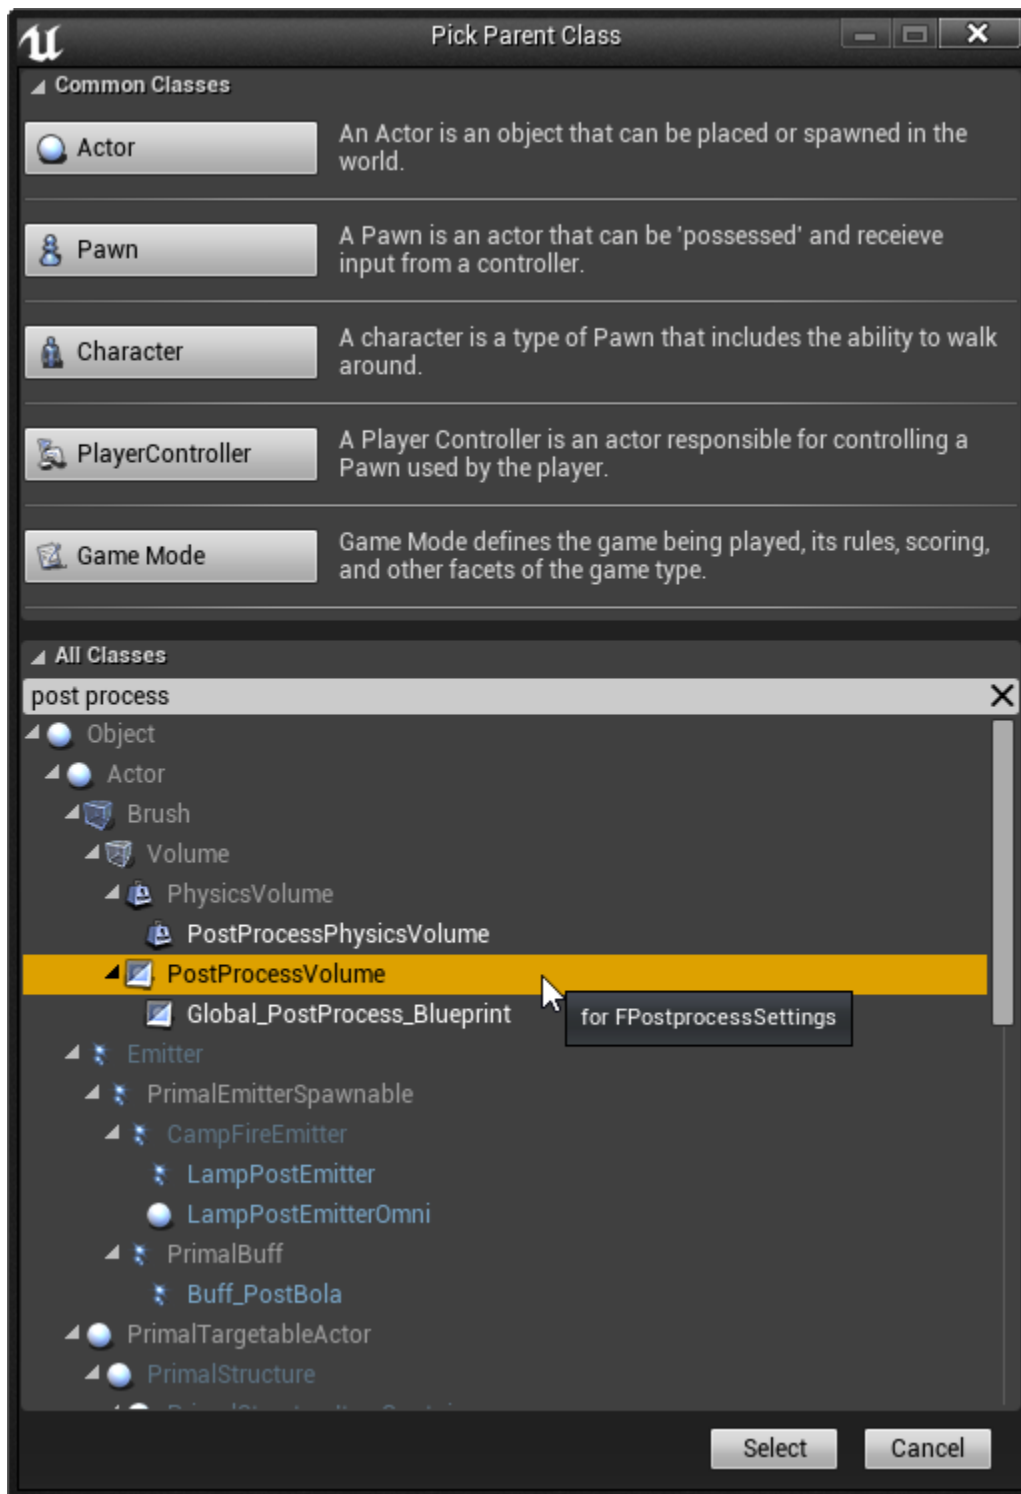 Pick Parent Class
Common Classes
Actor
An Actor is an object that can be placed or spawned in the
world.
Pawn
A Pawn is an actor that can be 'possessed' and receieve
input from a controller.
Character
A character is a type of Pawn that includes the ability to walk
around.
PlayerController
A Player Controller is an actor responsible for controlling a
Pawn used by the player.
Game Mode
Game Mode defines the game being played, its rules, scoring,
and other facets of the game type.
All Classes
post process
Object
Actor
Brush
Volume
PhysicsVolume
PostProcessPhysicsVolume
PostProcessVolume
Global_PostProcess_Blueprint
for FPostprocessSettings
Emitter
PrimalEmitterSpawnable
CampFireEmitter
LampPostEmitter
LampPostEmitterOmni
PrimalBuff
Buff_PostBola
PrimalTargetableActor
PrimalStructure
Select
Cancel